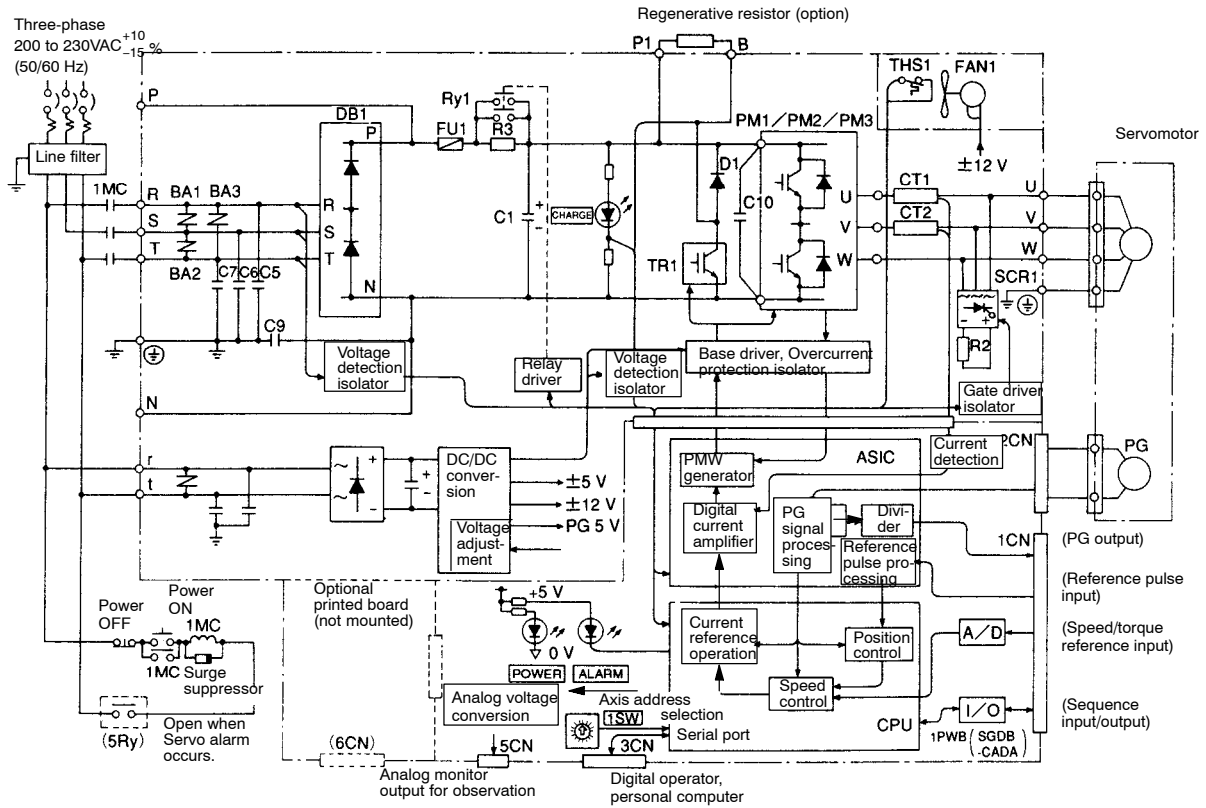 Regenerative resistor (option)
Three-phase
200 to 230VAC +10 -15 %
(50/60 Hz)
P1
B
THS1
FAN1
P
Ry1
DB1
P
FU1
R3
PM1/PM2/PM3
±12 V
Servomotor
Line filter
D1
1MC
R
BA1
BA3
R
C1
+
-
CHARGE
C10
U
CT1
U
S
S
V
CT2
V
T
BA2
T
TR1
W
W
C7
C6
C5
N
SCR1
C9
-
+
R2
Voltage
detection
isolator
Relay
driver
Voltage
detection
isolator
Base driver, Overcurrent
protection isolator
Gate driver
isolator
N
Current
detection
2CN
PG
r
t
~
~
+
-
+
-
DC/DC
conver-
sion
Voltage
adjust-
ment
±5 V
±12 V
PG 5 V
PMW
generator
ASIC
Digital
current
amplifier
PG
signal
proces-
sing
Divi-
der
Reference
pulse pro-
cessing
1CN
(PG output)
(Reference pulse
input)
Optional
printed board
(not mounted)
+5 V
0 V
POWER
ALARM
Current
reference
operation
Position
control
Speed
control
A/D
(Speed/torque
reference input)
Power
OFF
Power
ON
1MC
1MC
Surge
suppressor
Analog voltage
conversion
Axis address
selection
1SW
Serial port
CPU
I/O
(Sequence
input/output)
1PWB (SGDB
-CADA)
(5Ry)
Open when
Servo alarm
occurs.
(6CN)
5CN
3CN
Analog monitor
output for observation
Digital operator,
personal computer